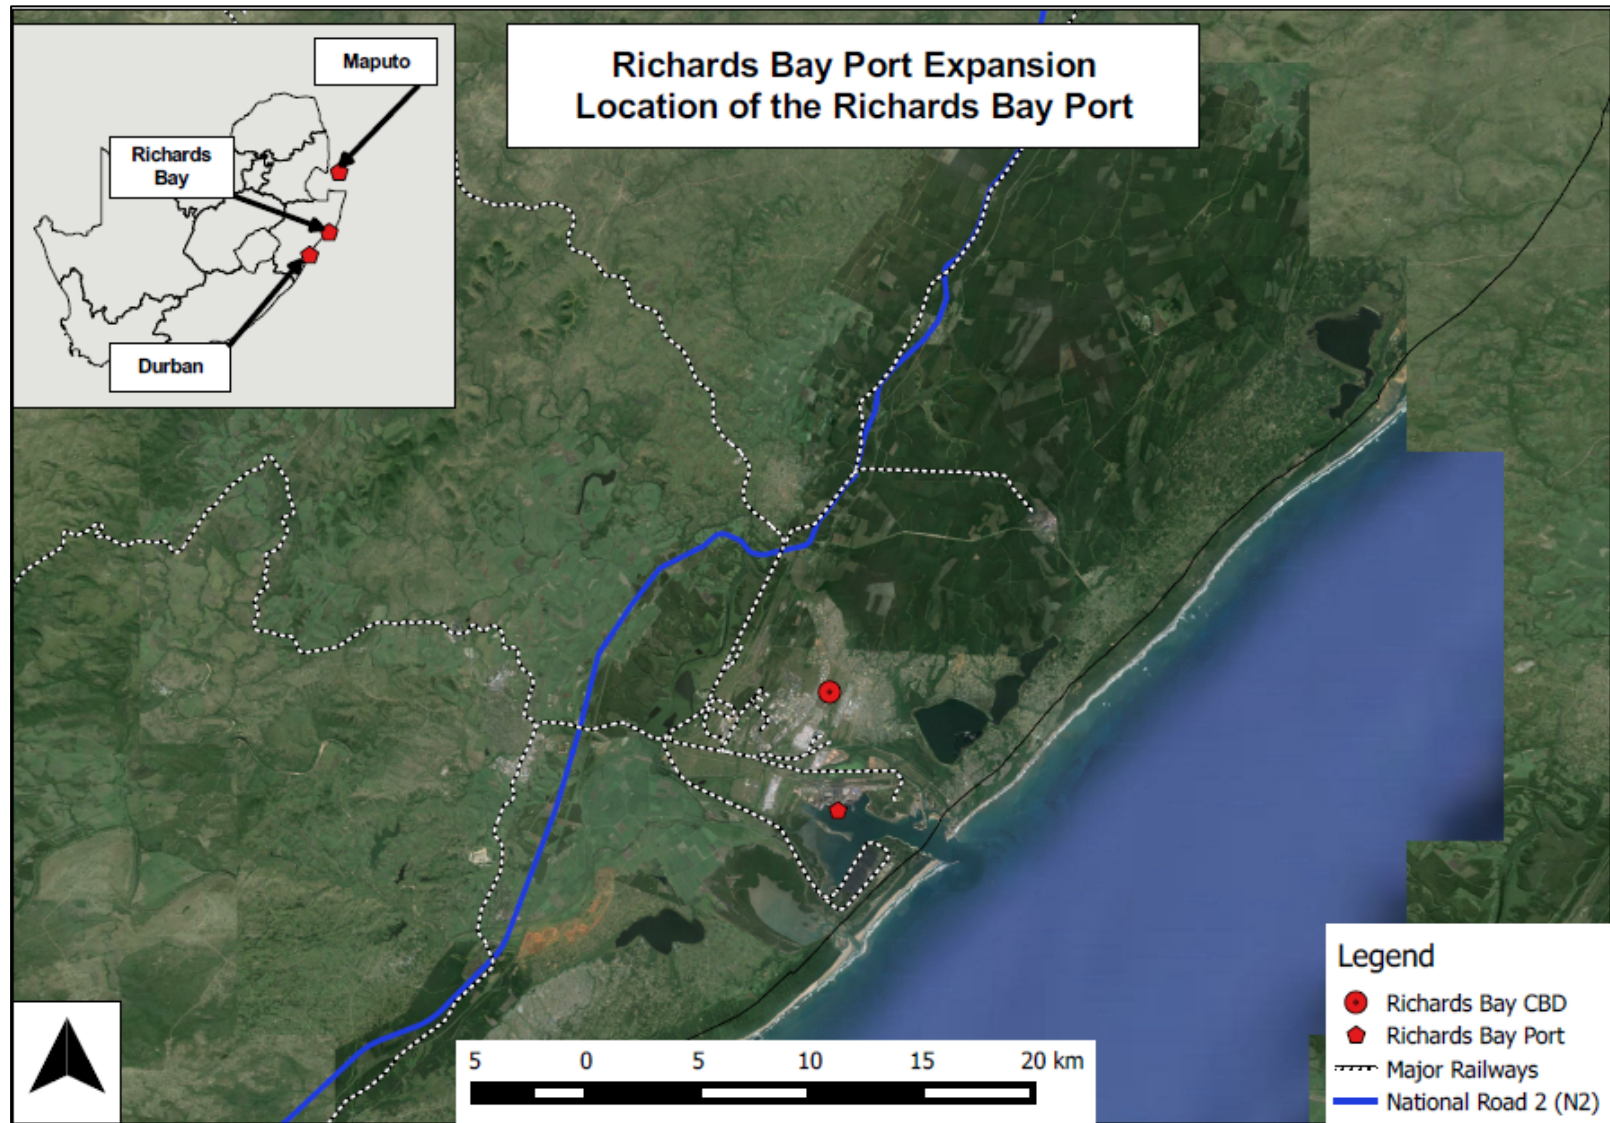 Maputo
Richards
Bay
Durban
Richards Bay Port Expansion
Location of the Richards Bay Port
5 0 5 10 15 20 km
Legend
Richards Bay CBD
Richards Bay Port
Major Railways
National Road 2 (N2)